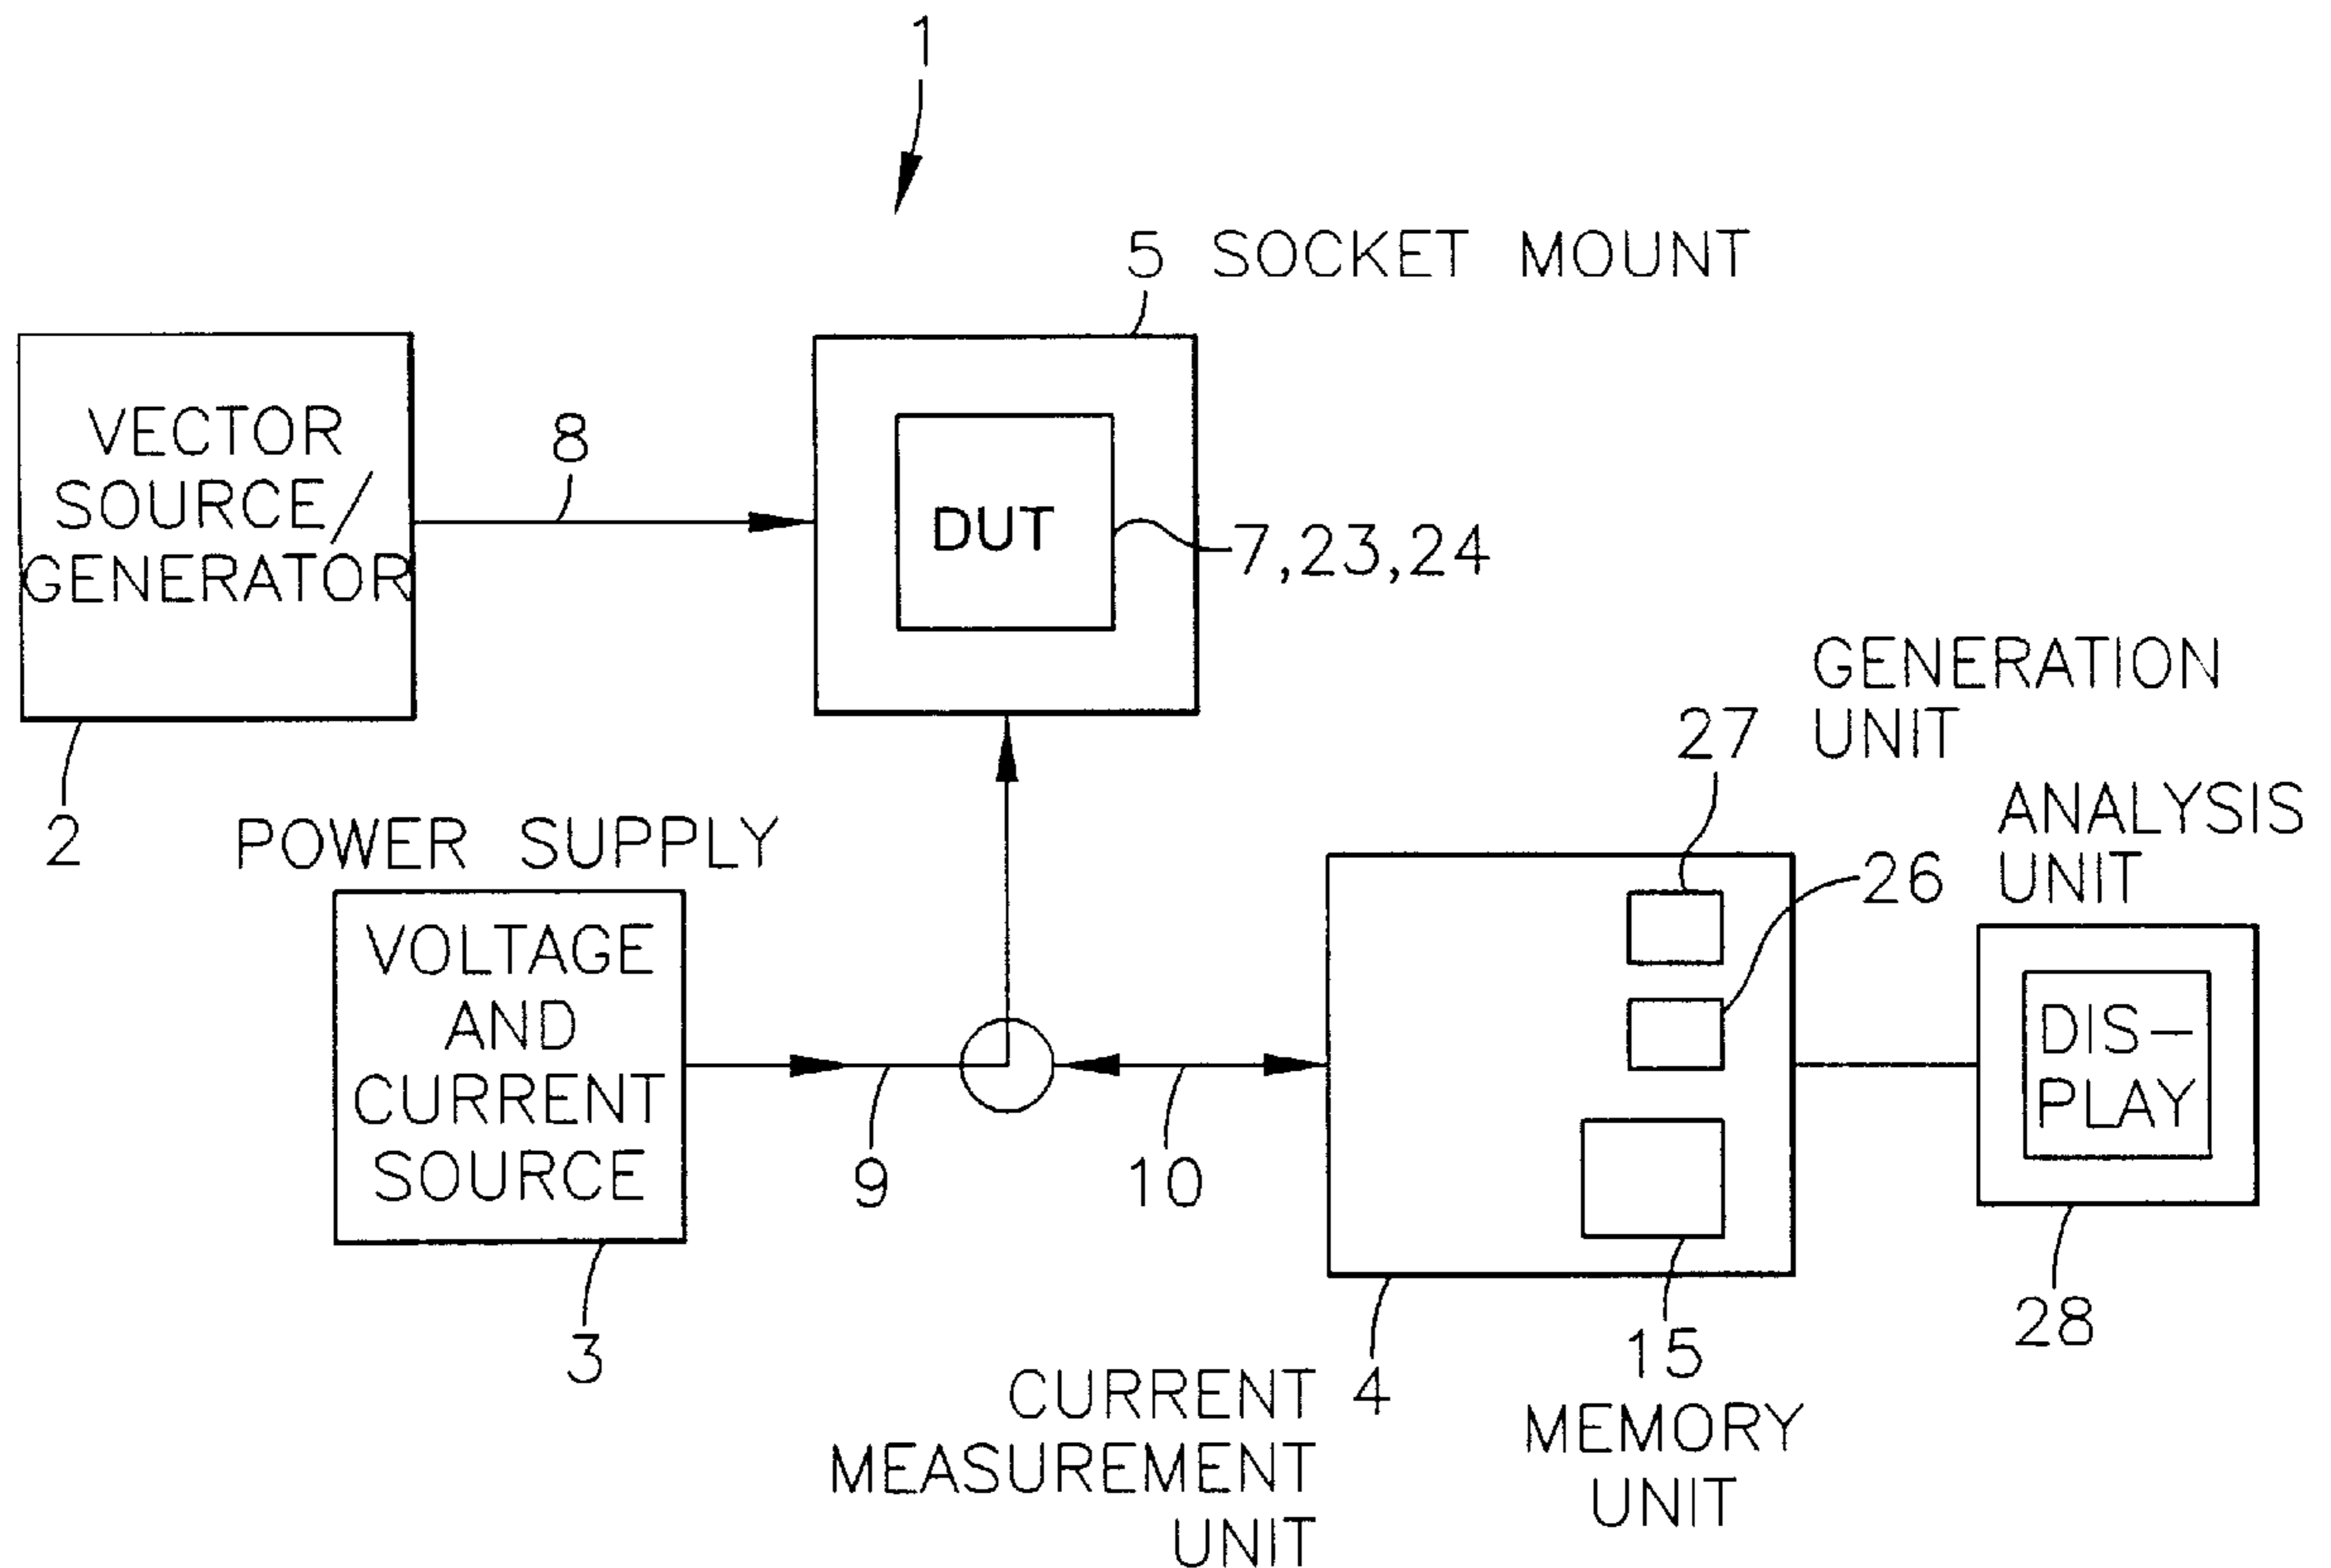 1
5 SOCKET MOUNT
VECTOR
SOURCE/
GENERATOR
8
DUT
7,23,24
2
GENERATION
27 UNIT
POWER SUPPLY
ANALYSIS
26 UNIT
VOLTAGE
AND
CURRENT
SOURCE
DIS-
PLAY
9
10
3
28
15
MEMORY
UNIT
4
CURRENT
MEASUREMENT
UNIT